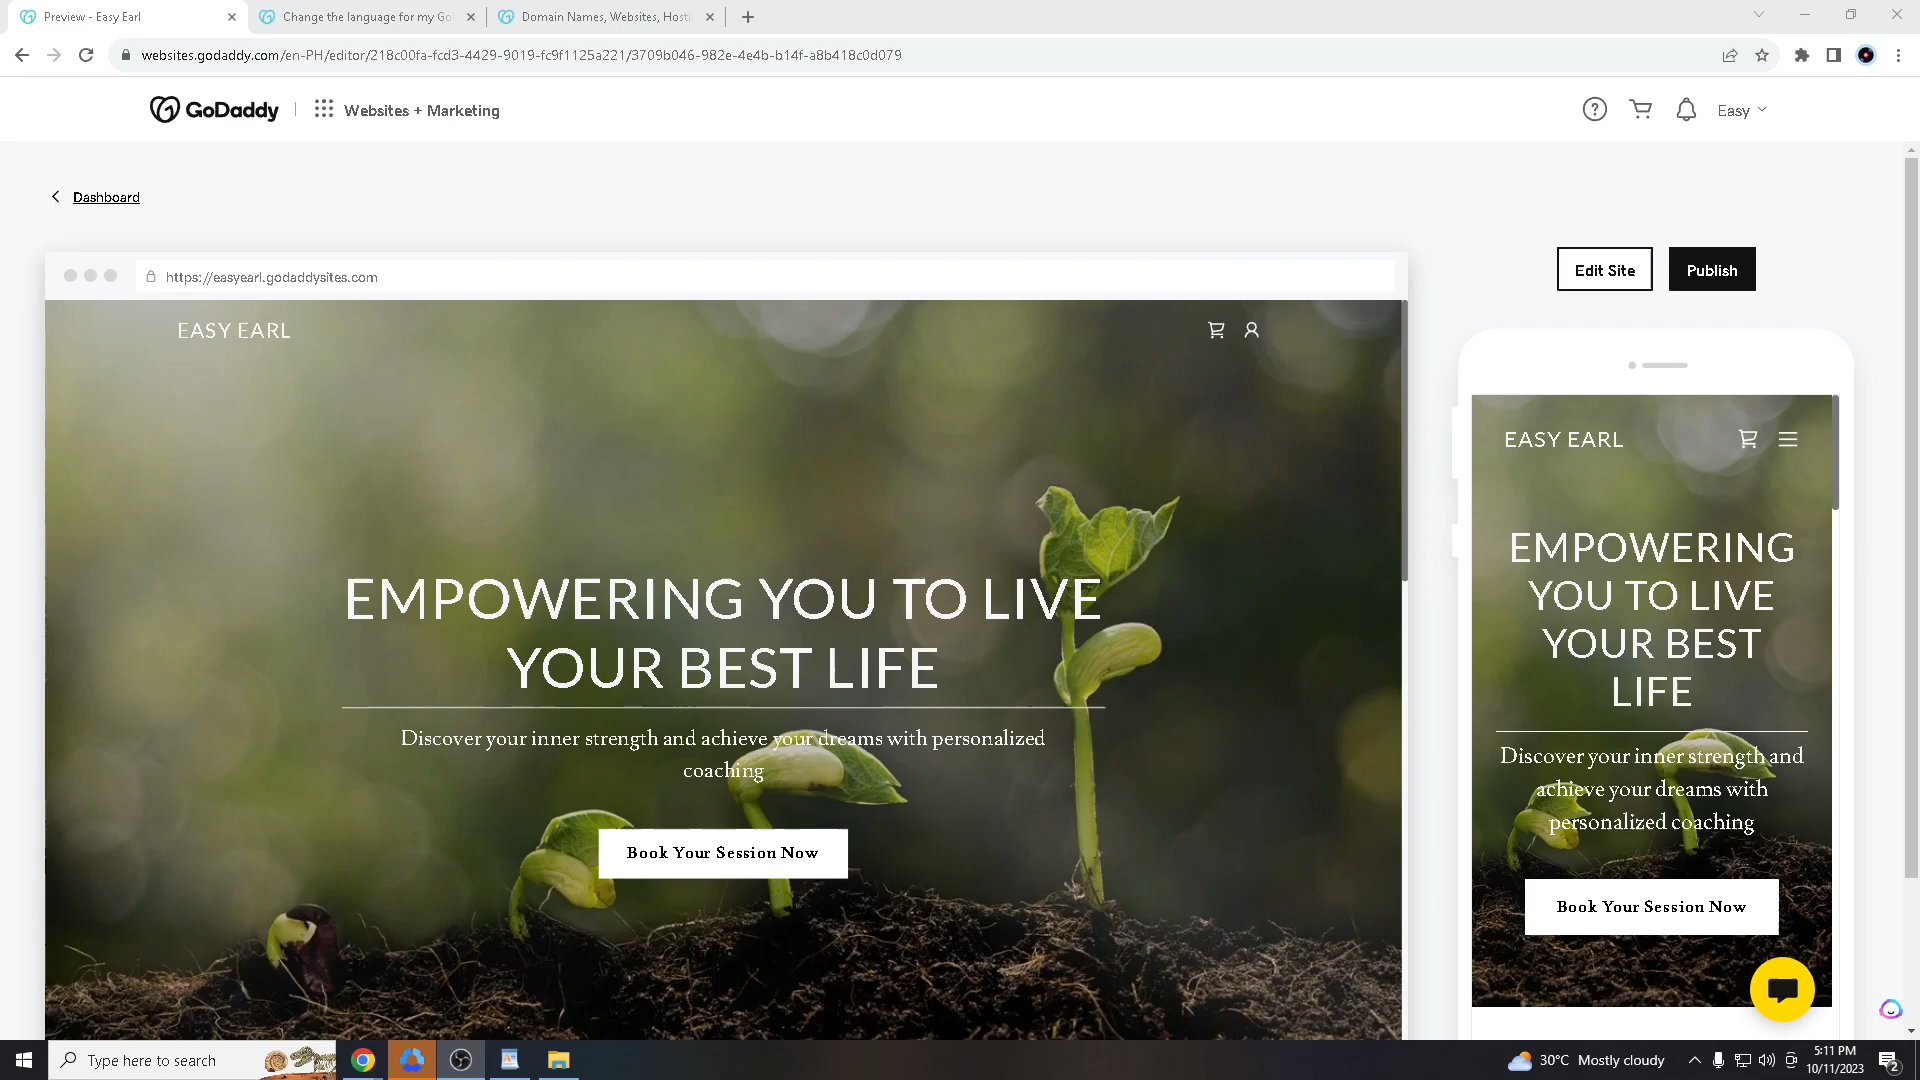 Preview - Easy Earl
Change the language for my Go
Domain Names, Websites, Hosti
websites.godaddy.com/en-PH/editor/218c00fa-fcd3-4429-9019-fc9f1125a221/3709b046-982e-4e4b-b14f-a8b418c0d079
GoDaddy
Websites + Marketing
Easy
Dashboard
https://easyearl.godaddysites.com
Edit Site
Publish
EASY EARL
EMPOWERING YOU TO LIVE
YOUR BEST LIFE
Discover your inner strength and achieve your dreams with personalized
coaching
Book Your Session Now
EASY EARL
EMPOWERING
YOU TO LIVE
YOUR BEST
LIFE
Discover your inner strength and
achieve your dreams with
personalized coaching
Book Your Session Now
Type here to search
30°C Mostly cloudy
5:11 PM
10/11/2023
2